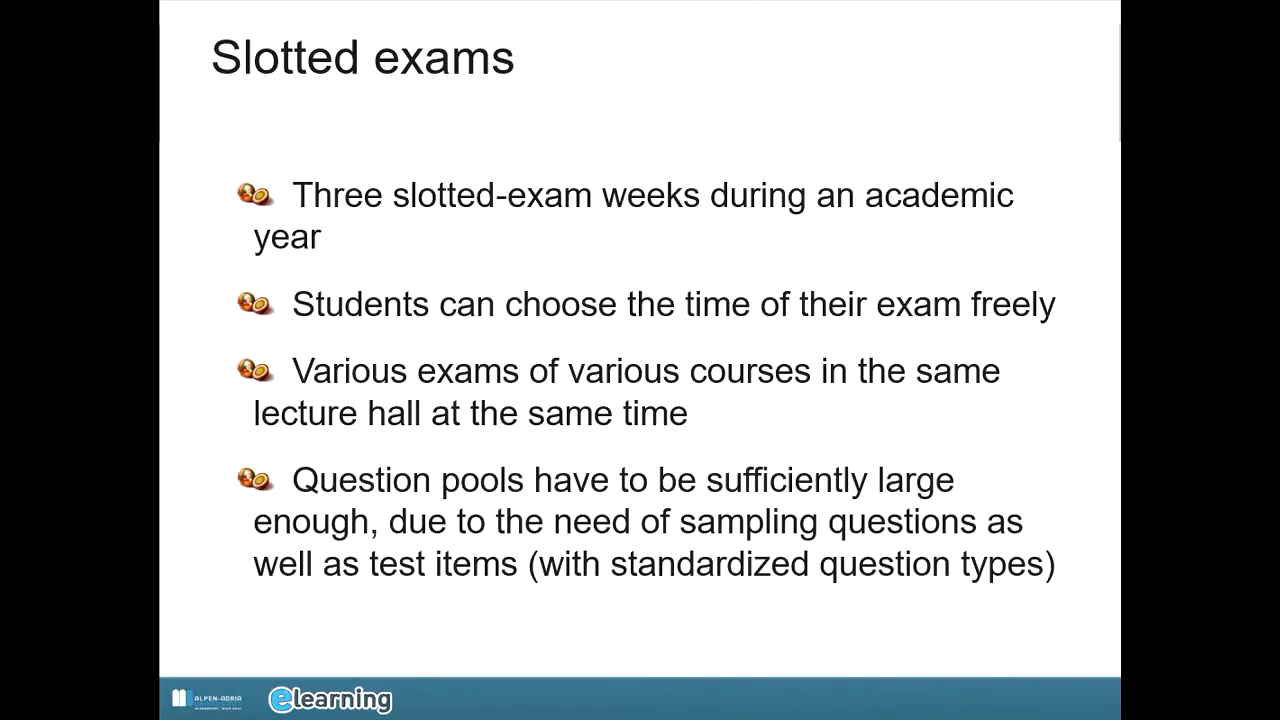 Slotted exams
Three slotted-exam weeks during an academic
year
Students can choose the time of their exam freely
Various exams of various courses in the same
lecture hall at the same time
Question pools have to be sufficiently large
enough, due to the need of sampling questions as
well as test items (with standardized question types)
ALPEN-ADRIA
elearning